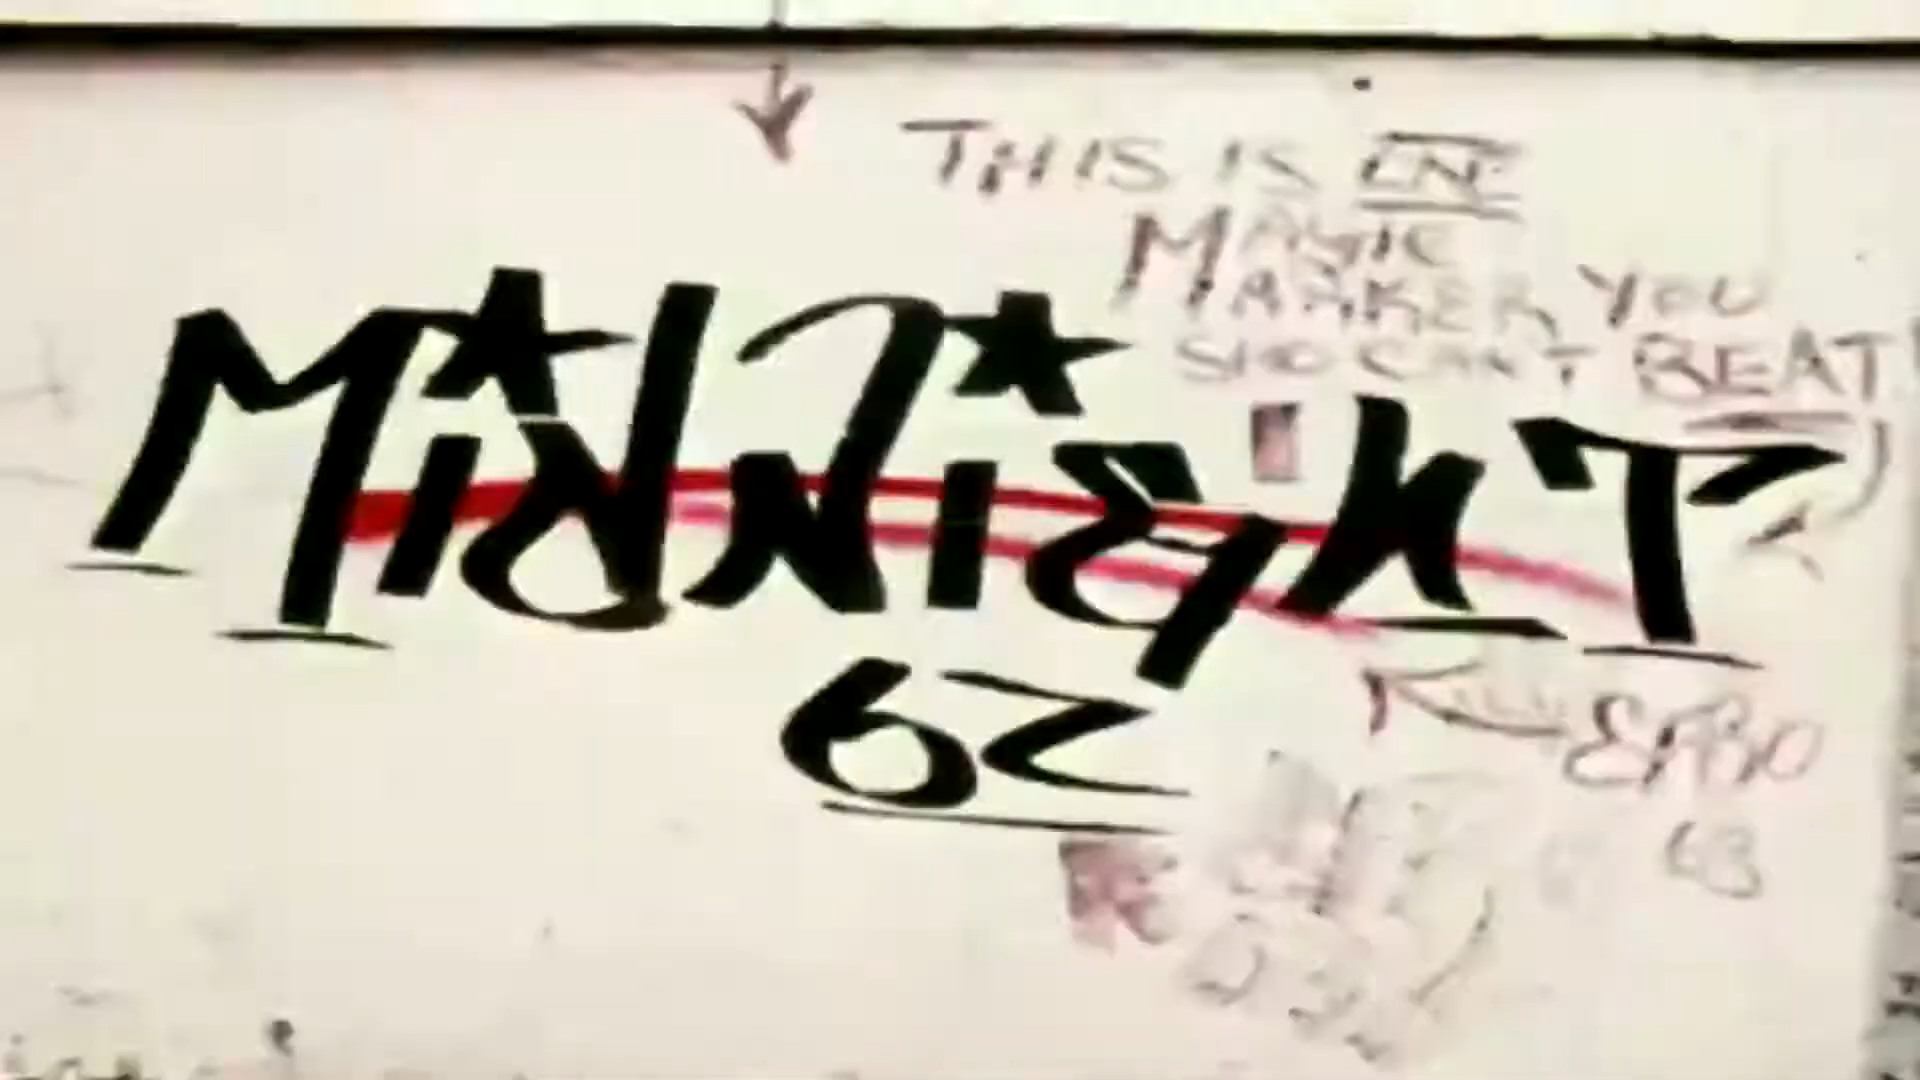 THIS IS ONE
MAGIC
MARKER YOU
SHO CAN'T BEAT!
MiDNiGHT
62